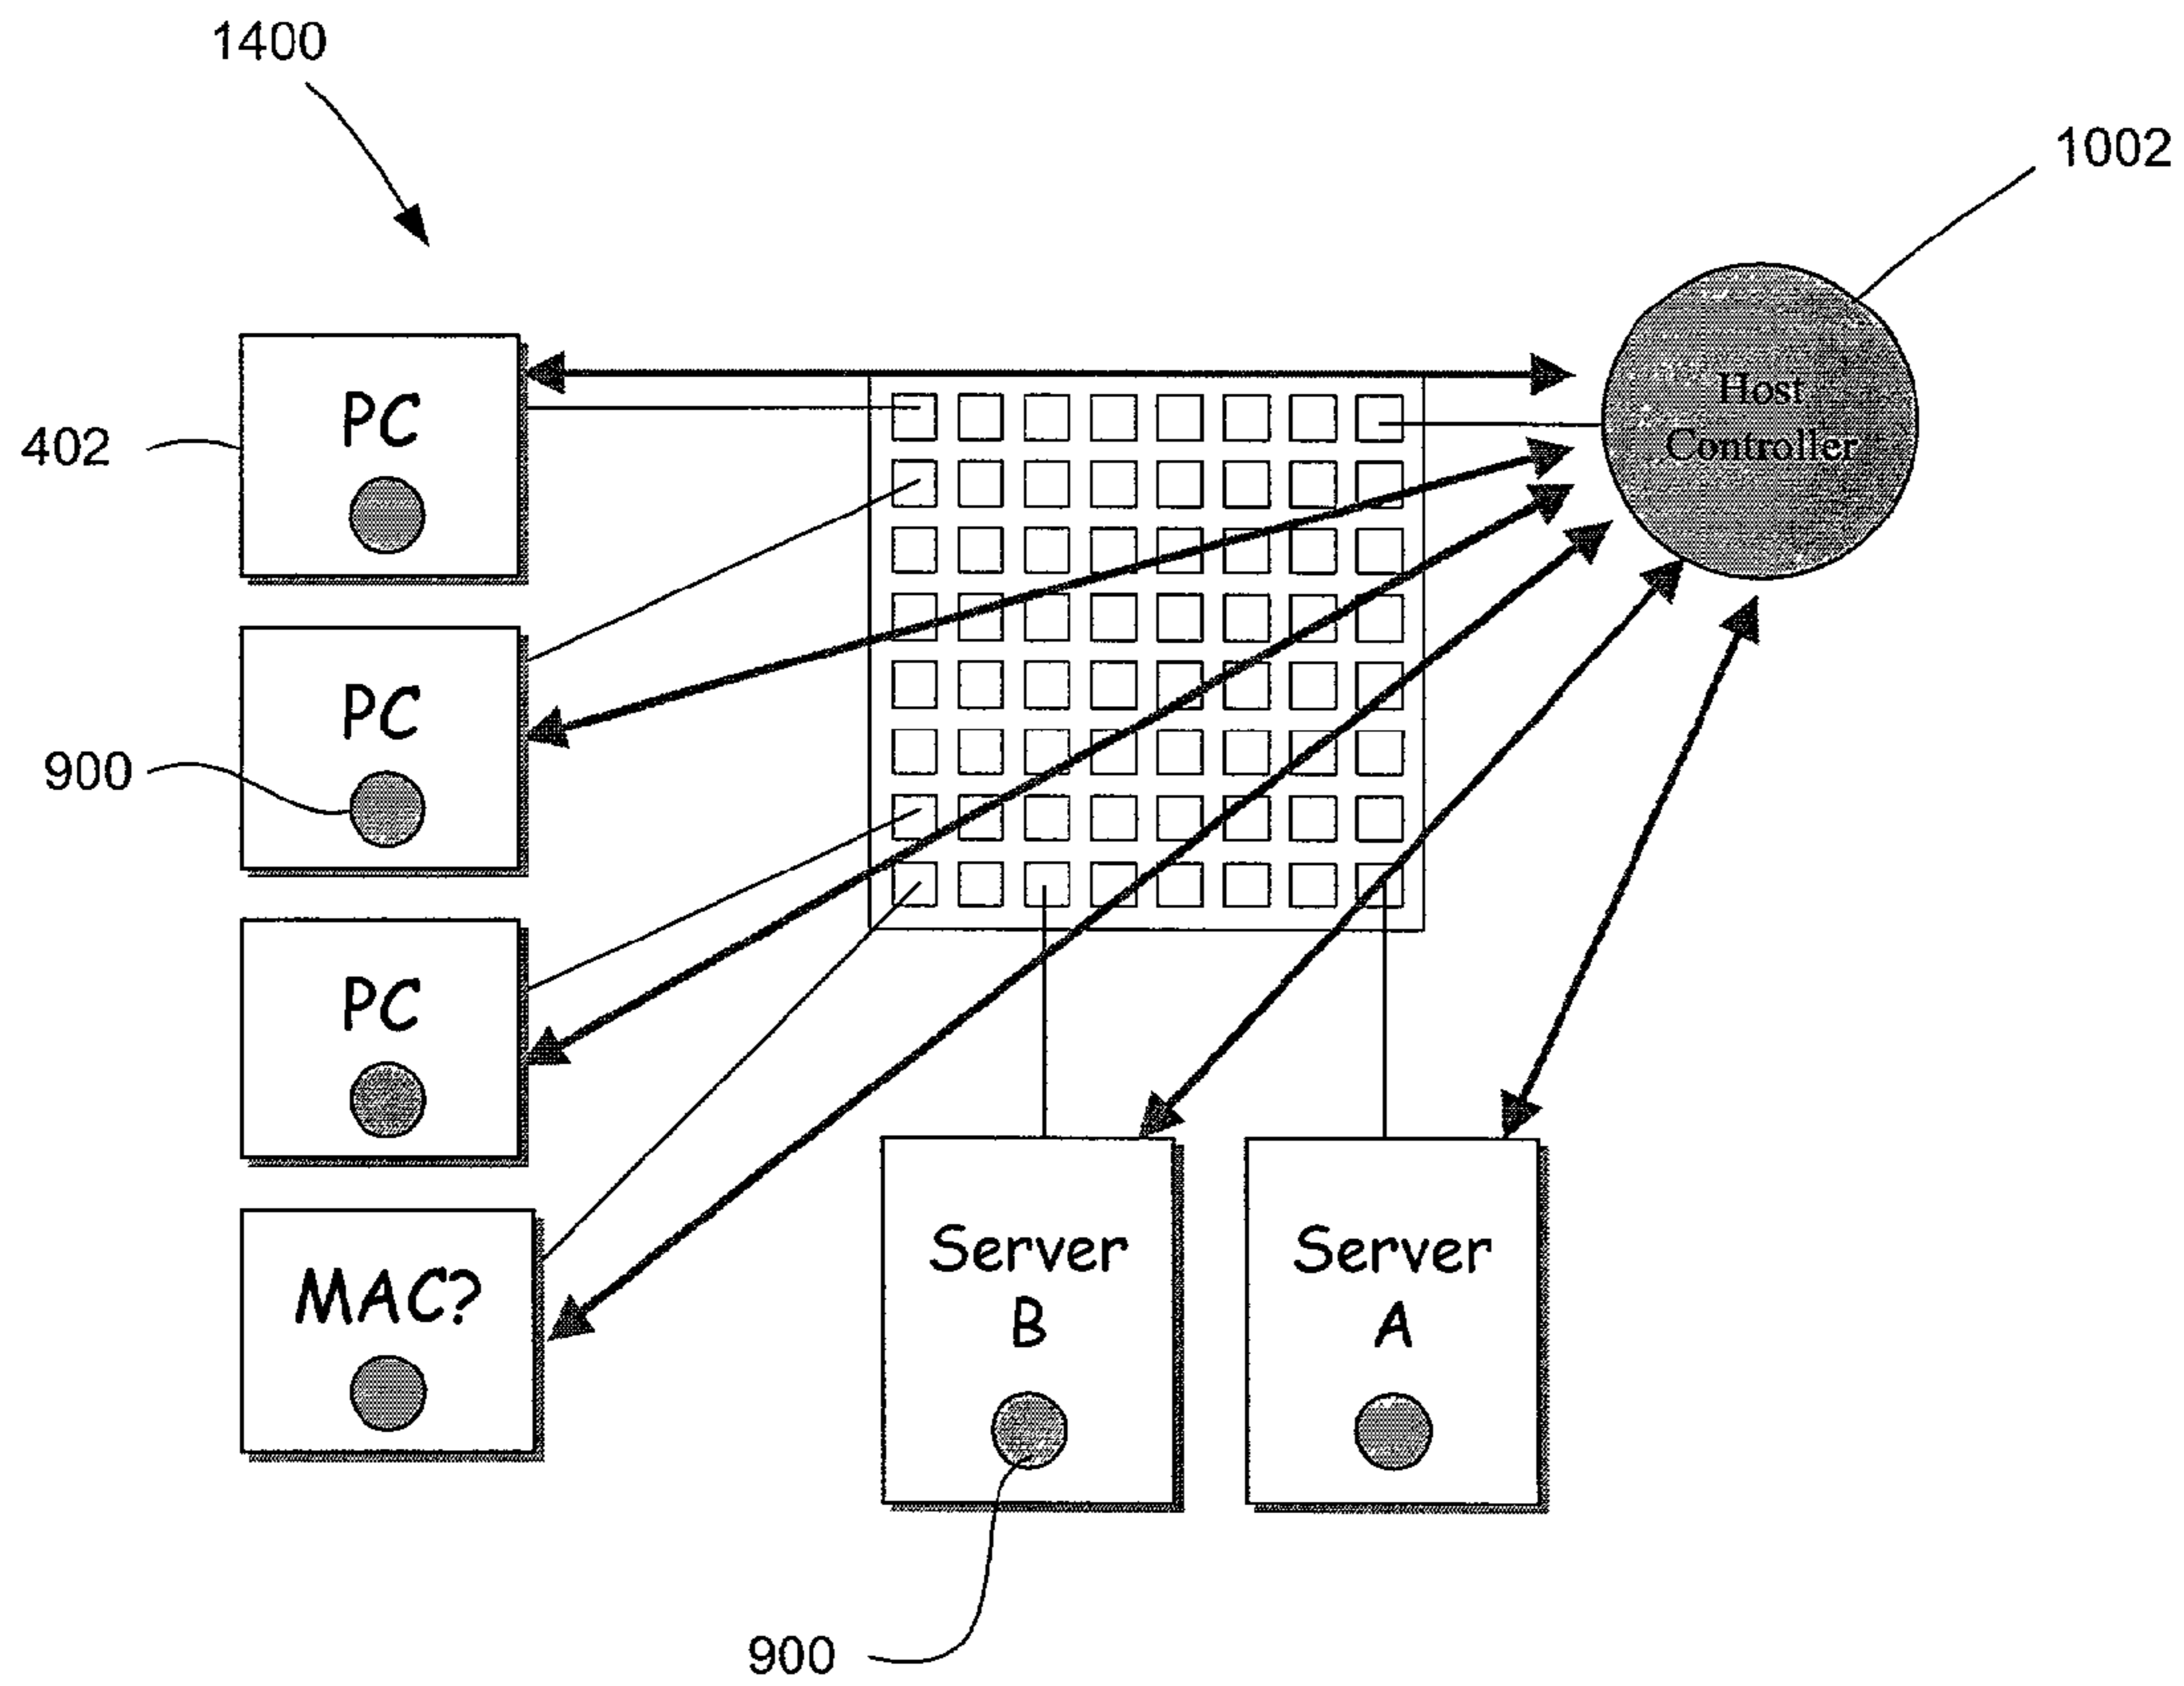 1400
1002
Host
Controller
PC
402
PC
900
PC
MAC?
Server
B
Server
A
900